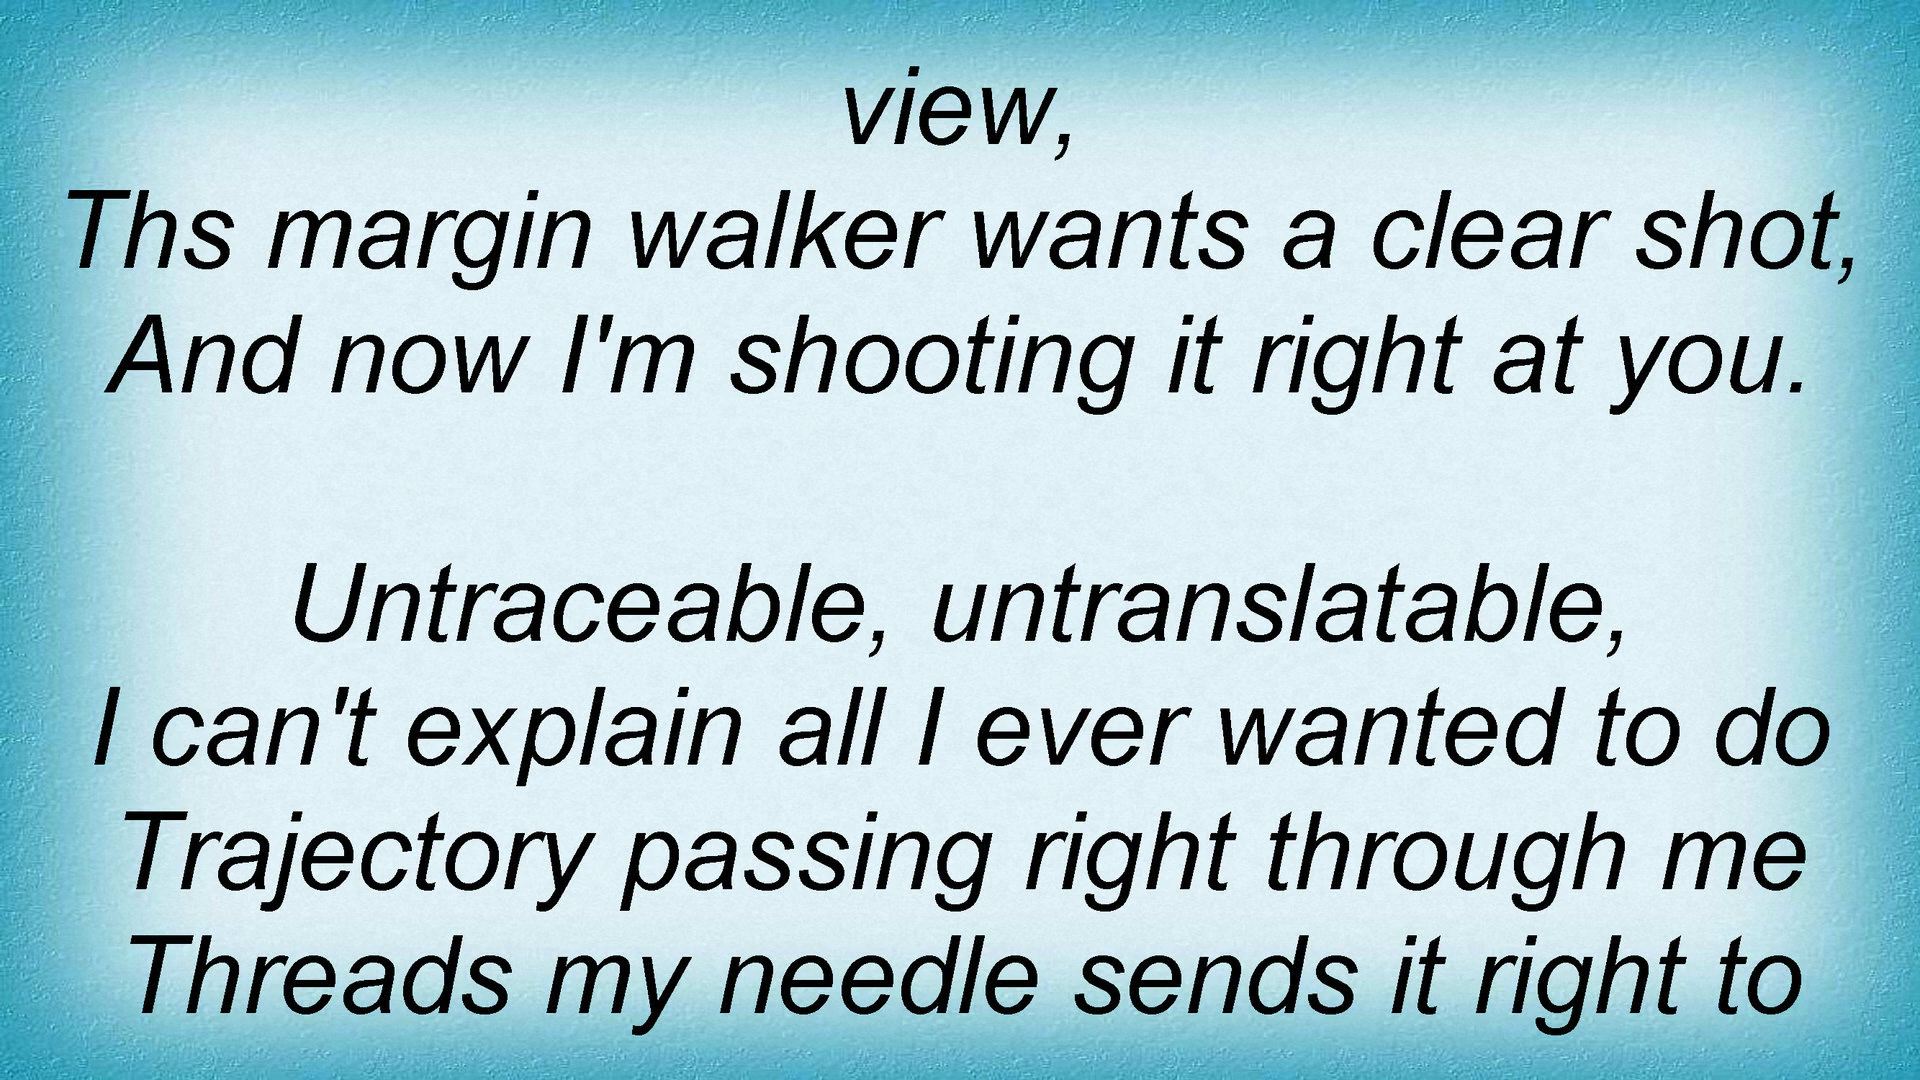 view,
Ths margin walker wants a clear shot,
And now I'm shooting it right at you.
Untraceable, untranslatable,
I can't explain all I ever wanted to do
Trajectory passing right through me
Threads my needle sends it right to